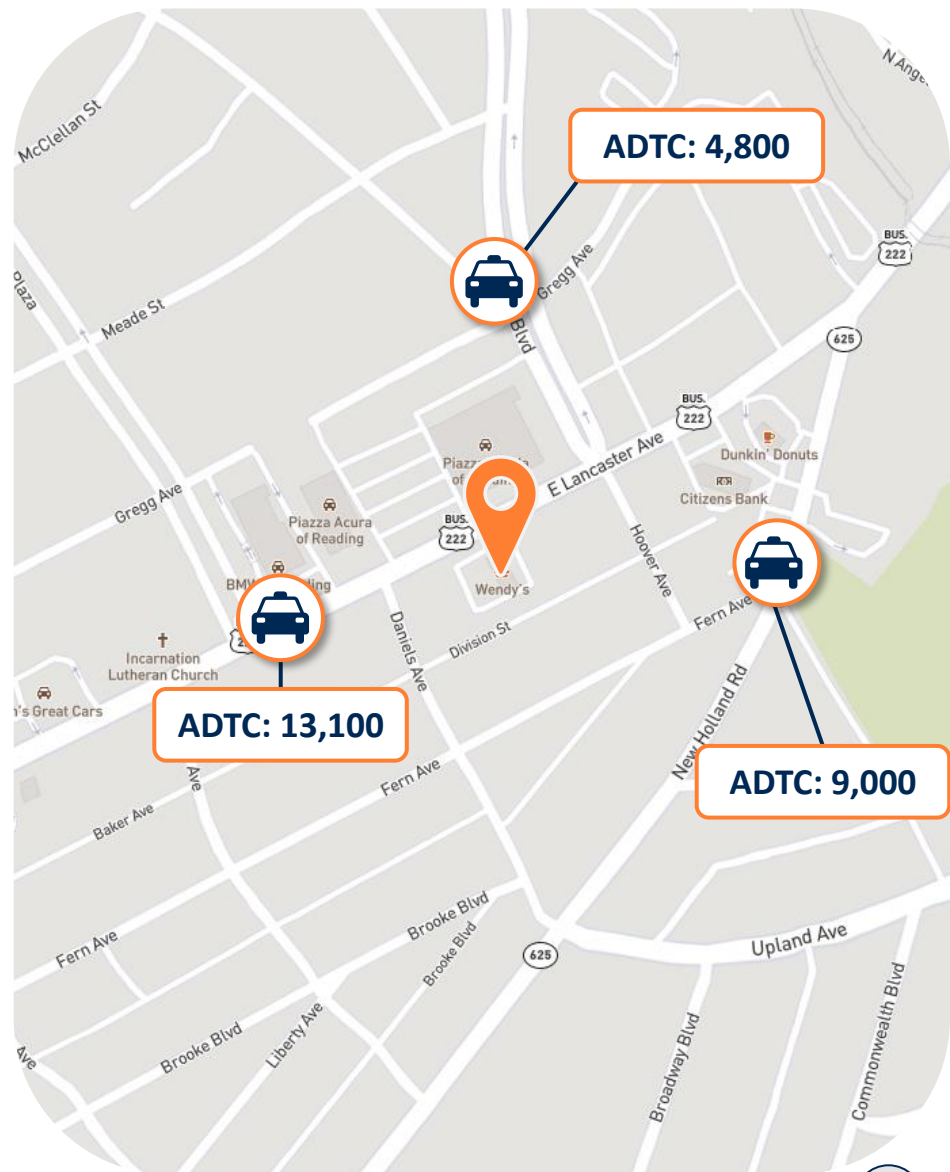 McClellan St
N Ange
ADTC: 4,800
BUS.
222
Plaza
Meade St
Gregg Ave
Blvd
625
BUS.
222
Dunkin' Donuts
E Lancaster Ave
Citizens Bank
Gregg Ave
Piazza Acura
of Reading
BUS.
222
Hoover Ave
Wendy's
Fern Ave
Division St
Daniels Ave
Incarnation
Lutheran Church
n's Great Cars
ADTC: 13,100
New Holland Rd
ADTC: 9,000
Ave
Fern Ave
Baker Ave
Brooke Blvd
Brooke Blvd
Fern Ave
625
Upland Ave
Brooke Blvd
Liberty Ave
Ave
Broadway Blvd
Commonwealth Blvd